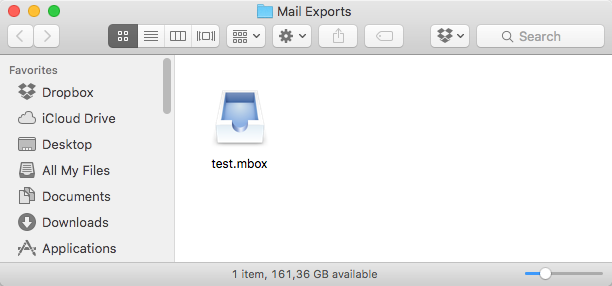 Mail Exports
Search
Favorites
Dropbox
iCloud Drive
Desktop
All My Files
Documents
Downloads
Applications
test.mbox
1 item, 161,36 GB available